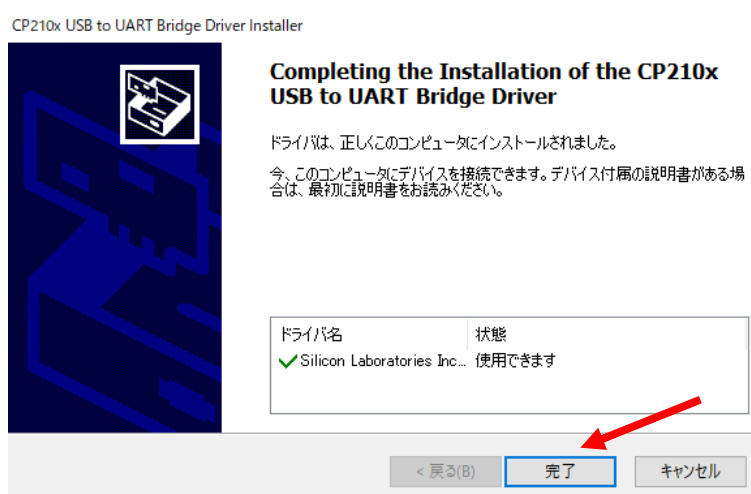 CP210x USB to UART Bridge Driver Installer
Completing the Installation of the CP210x
USB to UART Bridge Driver
ドライバは、正しくこのコンピュータにインストールされました。
今、このコンピュータにデバイスを接続できます。デバイス付属の説明書がある場
合は、最初に説明書をお読みください。
ドライバ名 状態
Silicon Laboratories Inc... 使用できます
< 戻る(B) 完了 キャンセル